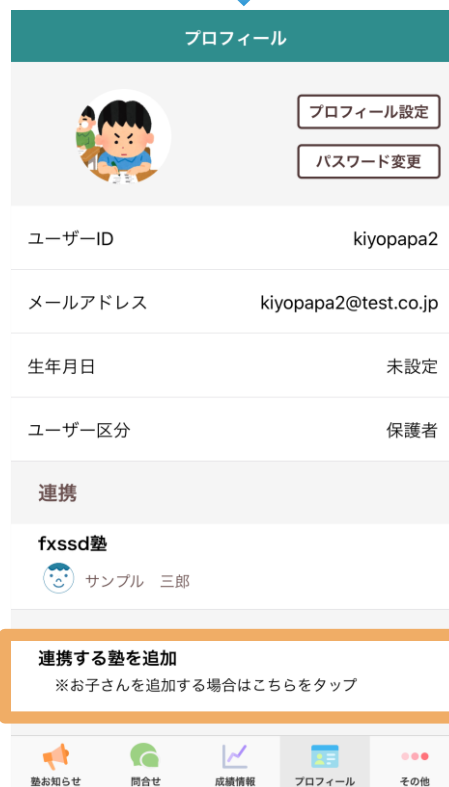 プロフィール
プロフィール設定
パスワード変更
ユーザーID kiyopapa2
メールアドレス kiyopapa2@test.co.jp
生年月日 未設定
ユーザー区分 保護者
連携
fxssd塾
サンプル 三郎
連携する塾を追加
※お子さんを追加する場合はこちらをタップ
塾お知らせ 問合せ 成績情報 プロフィール その他